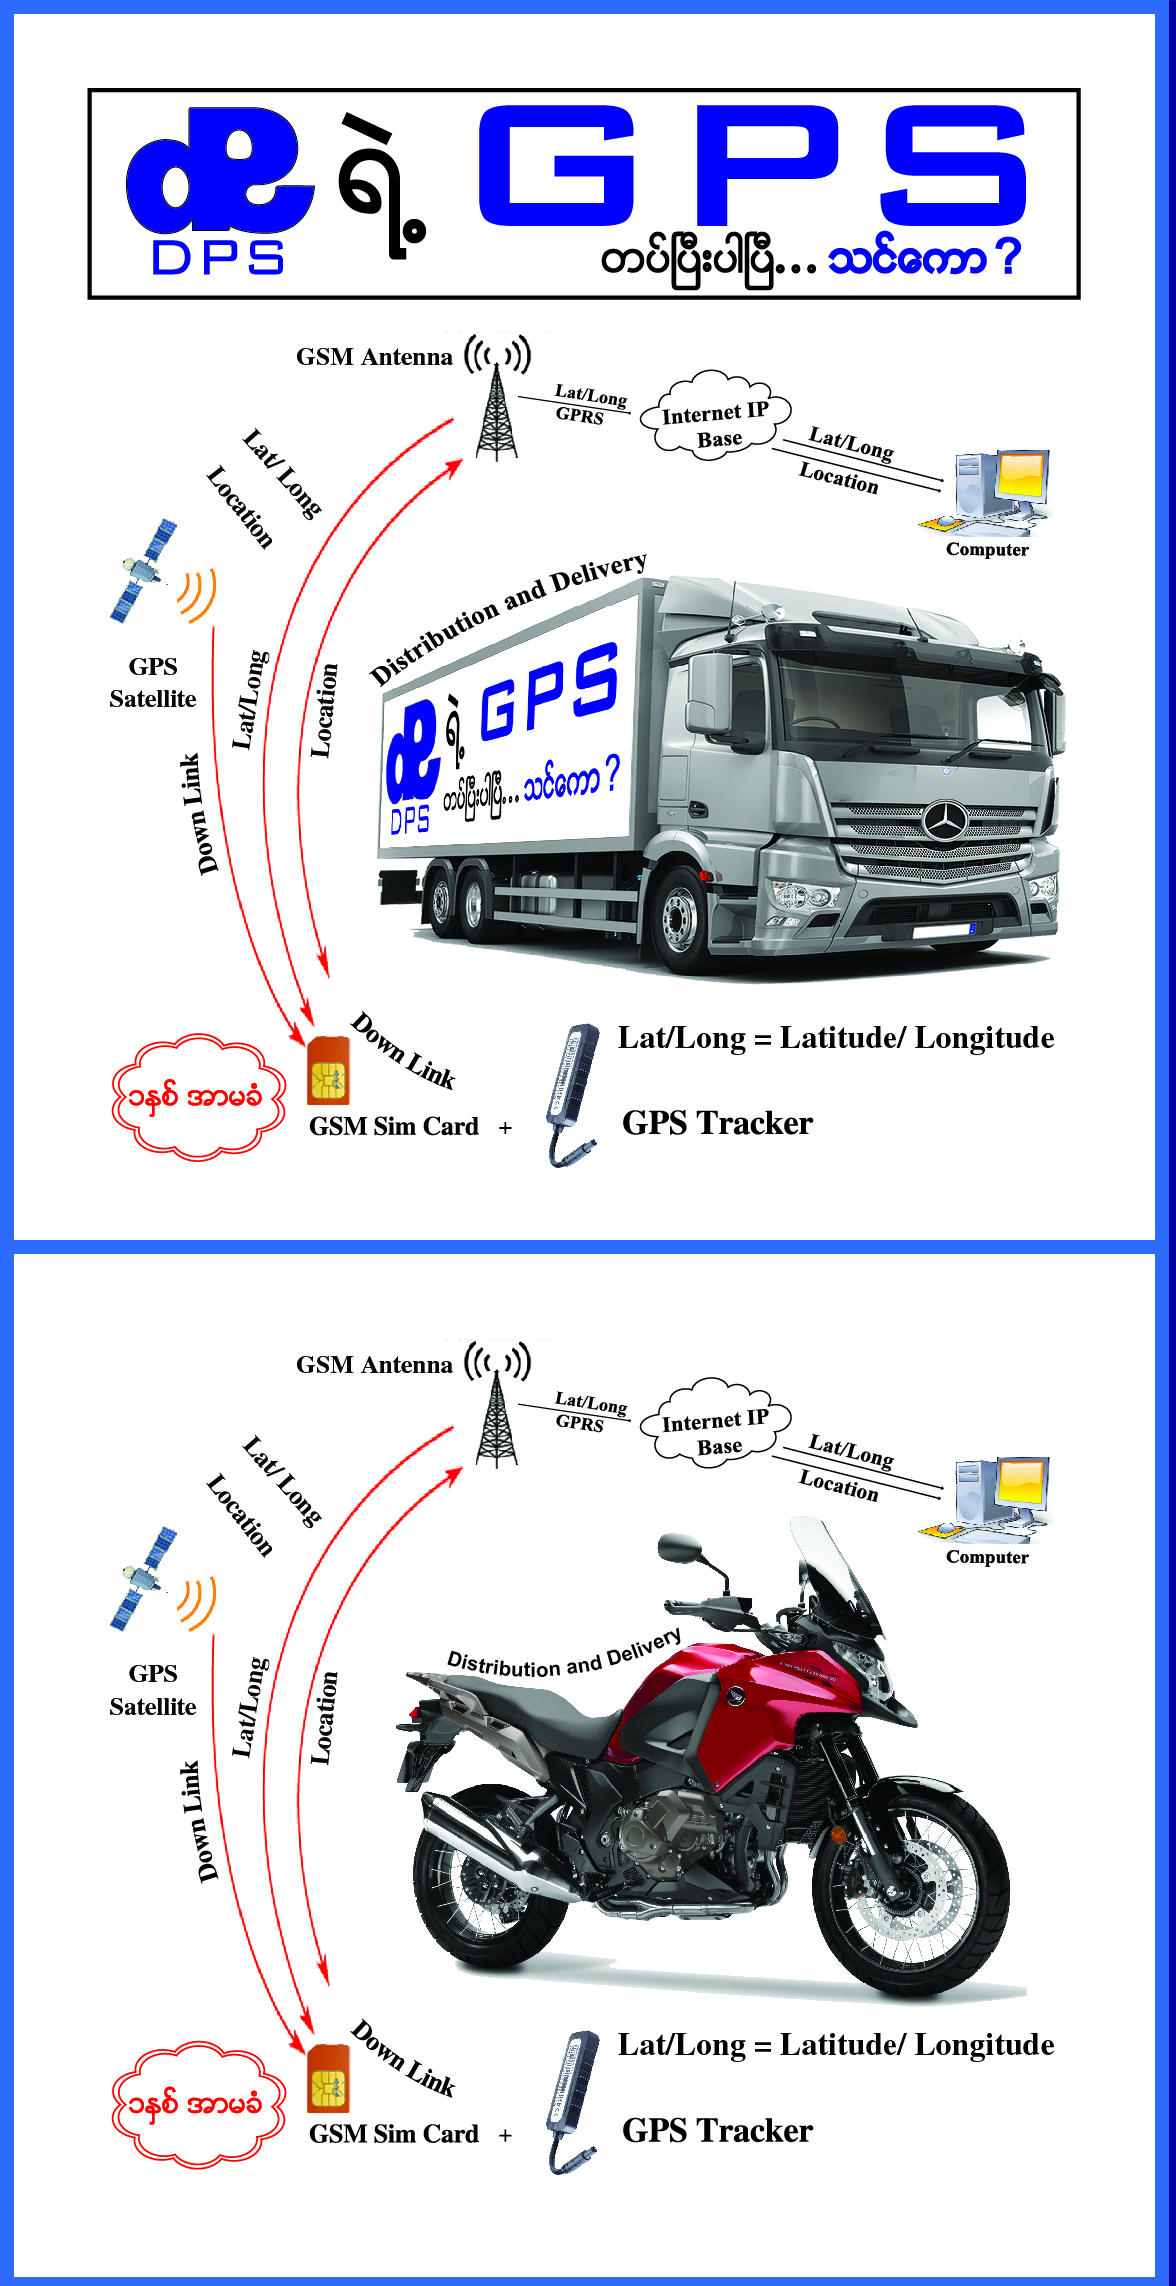 DPS
ရဲ့ GPS
တပ်ပြီးပါပြီ... သင်ကော ?
GSM Antenna
Lat/Long
GPRS
Internet IP
Base
Lat/Long
Location
Computer
Lat/ Long
Location
GPS
Satellite
Down Link
Lat/Long
Location
Distribution and Delivery
DPS
ရဲ့ GPS
တပ်ပြီးပါပြီ... သင်ကော ?
Down Link
Lat/Long = Latitude/ Longitude
၁နှစ် အာမခံ
GSM Sim Card +
GPS Tracker
GSM Antenna
Lat/Long
GPRS
Internet IP
Base
Lat/Long
Location
Computer
Lat/ Long
Location
GPS
Satellite
Down Link
Lat/Long
Location
Distribution and Delivery
Down Link
Lat/Long = Latitude/ Longitude
၁နှစ် အာမခံ
GSM Sim Card +
GPS Tracker